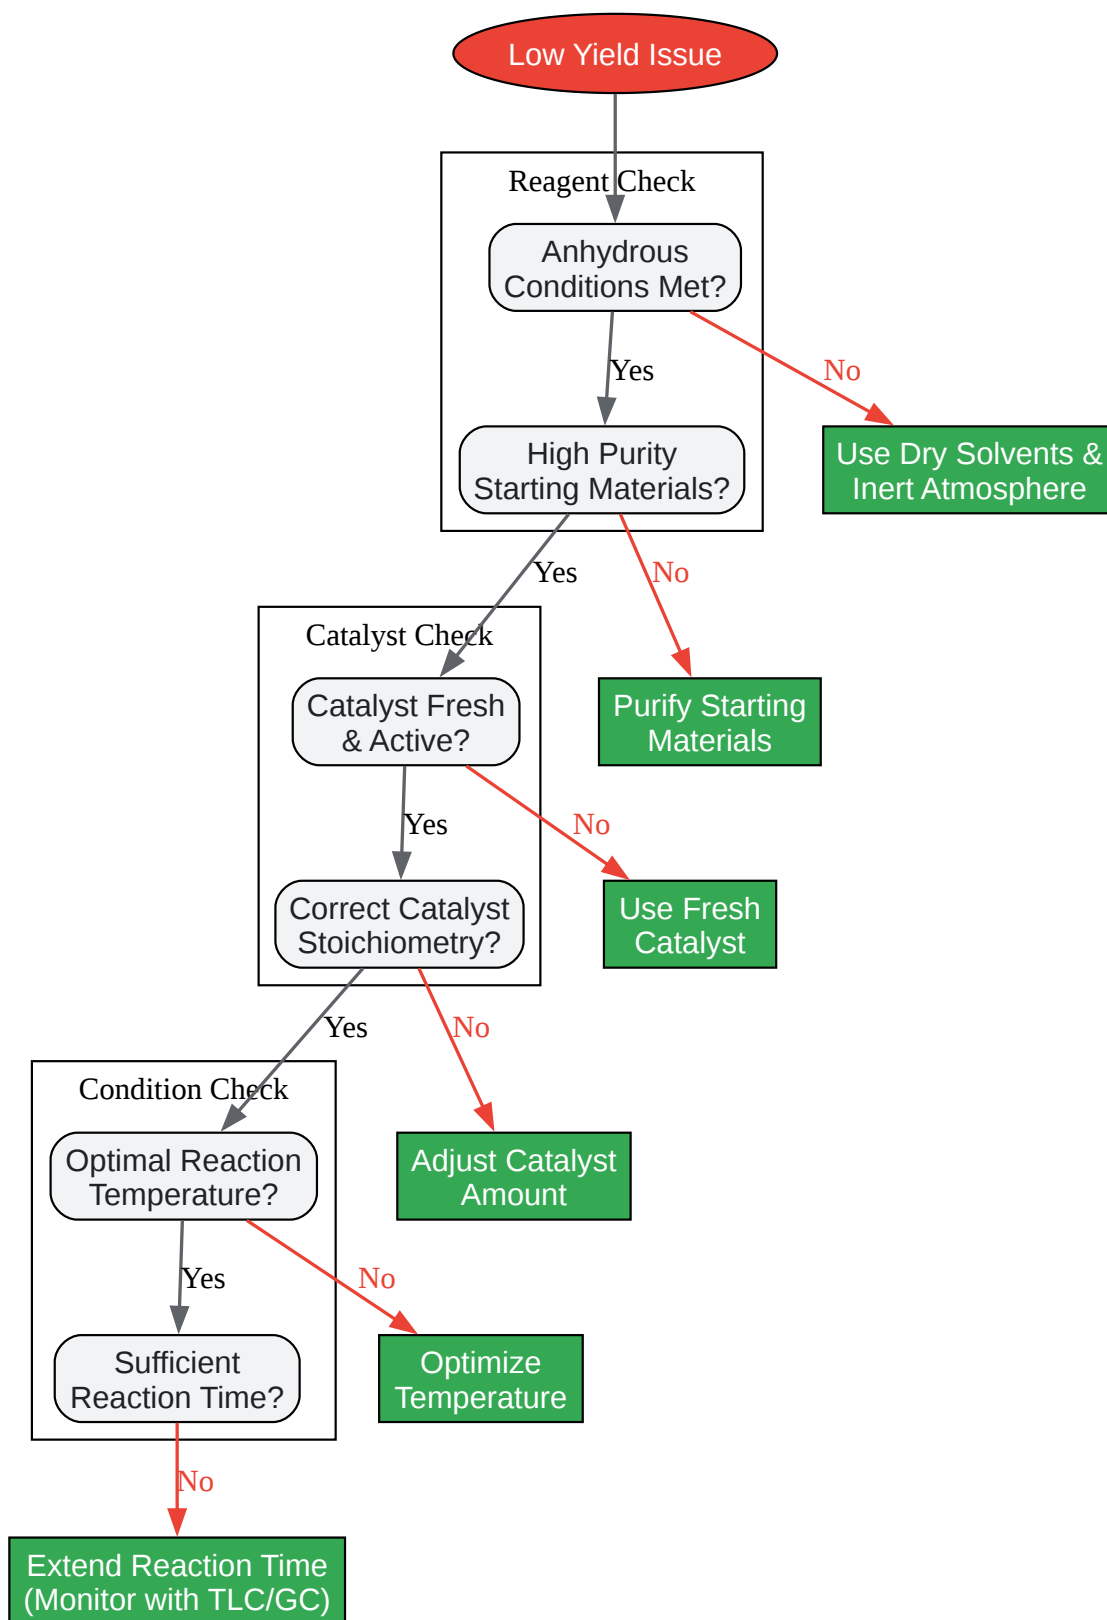 Low Yield Issue
Reagent Check
Anhydrous
Conditions Met?
Yes
No
High Purity
Starting Materials?
Use Dry Solvents &
Inert Atmosphere
Yes
No
Catalyst Check
Catalyst Fresh
& Active?
Purify Starting
Materials
Yes
No
Correct Catalyst
Stoichiometry?
Use Fresh
Catalyst
Yes
No
Condition Check
Optimal Reaction
Temperature?
Adjust Catalyst
Amount
Yes
No
Sufficient
Reaction Time?
Optimize
Temperature
No
Extend Reaction Time
(Monitor with TLC/GC)